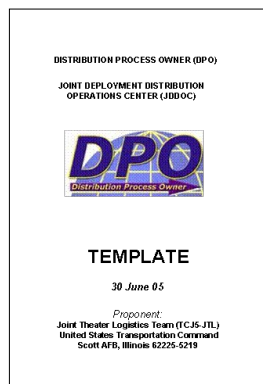 DISTRIBUTION PROCESS OWNER (DPO)
JOINT DEPLOYMENT DISTRIBUTION
OPERATIONS CENTER (JDDOC)
DPO
Distribution Process Owner
TEMPLATE
30 June 05
Proponent:
Joint Theater Logistics Team (TCJ5-JTL)
United States Transportation Command
Scott AFB, Illinois 62225-5219